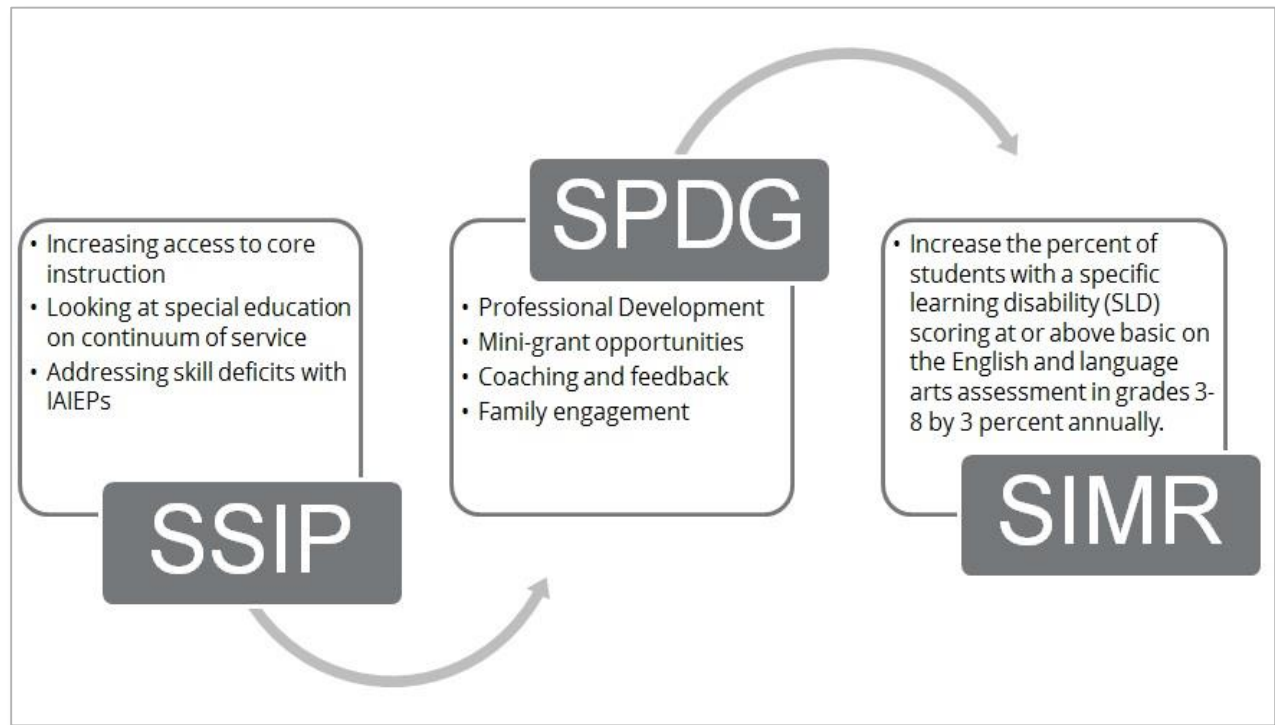 • Increasing access to core
instruction
• Looking at special education
on continuum of service
• Addressing skill deficits with
IAIEPs
SSIP
SPDG
• Professional Development
• Mini-grant opportunities
• Coaching and feedback
• Family engagement
• Increase the percent of
students with a specific
learning disability (SLD)
scoring at or above basic on
the English and language
arts assessment in grades 3-
8 by 3 percent annually.
SIMR